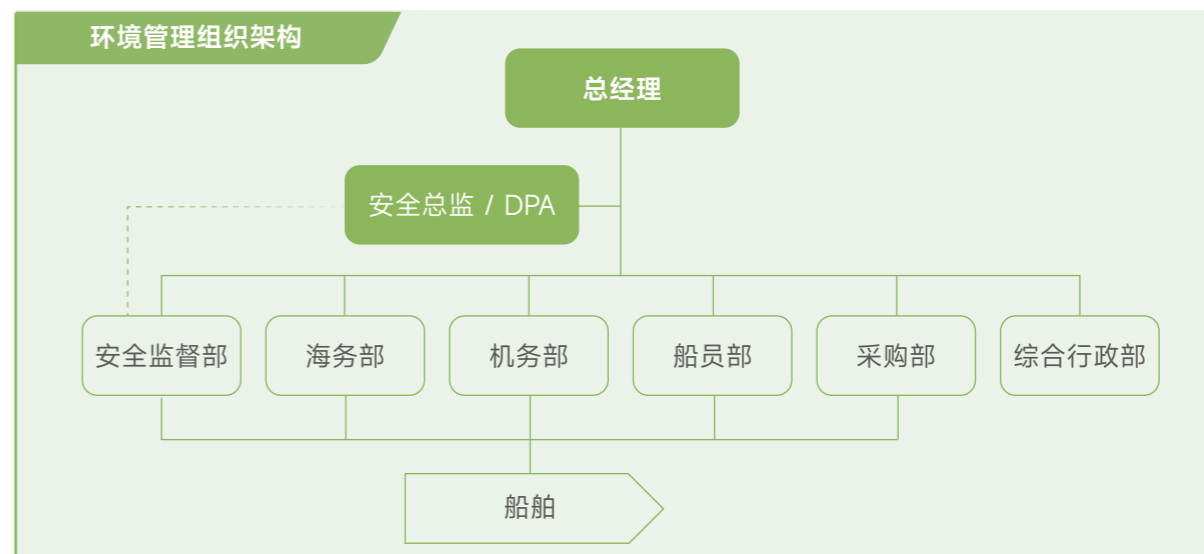 环境管理组织架构
总经理
安全总监 / DPA
安全监督部
海务部
机务部
船员部
采购部
综合行政部
船舶